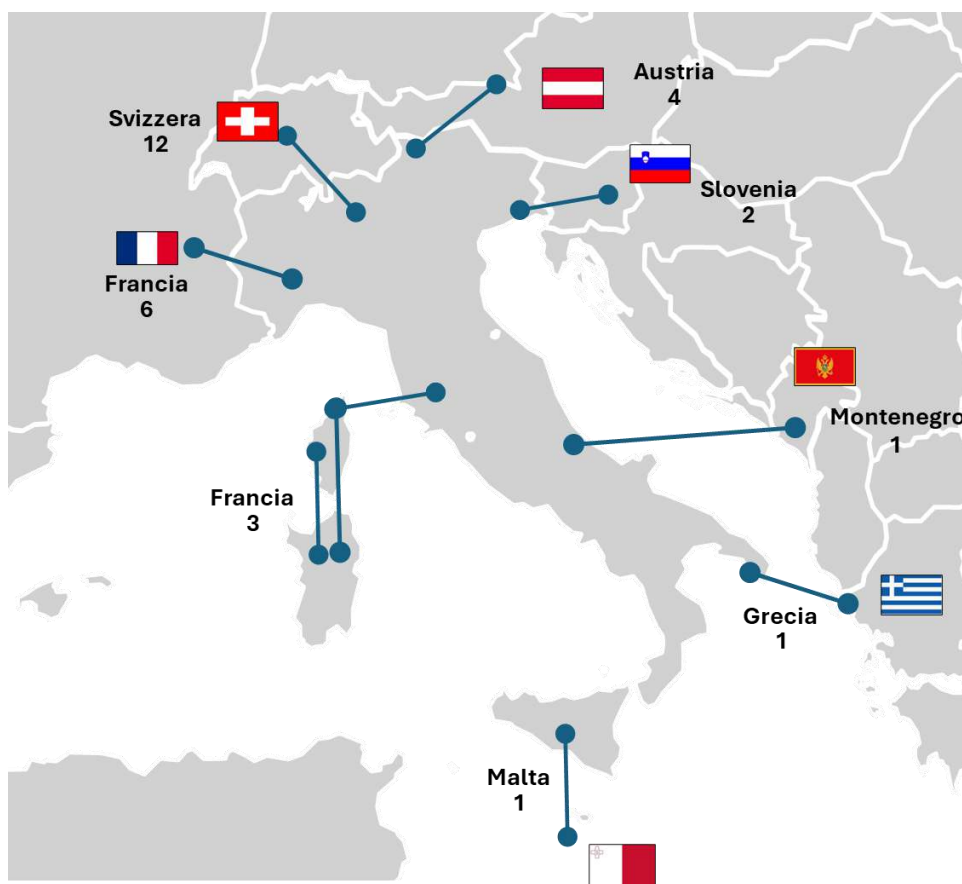 Austria
4
Svizzera
12
Slovenia
2
Francia
6
Montenegro
1
Francia
3
Grecia
1
Malta
1